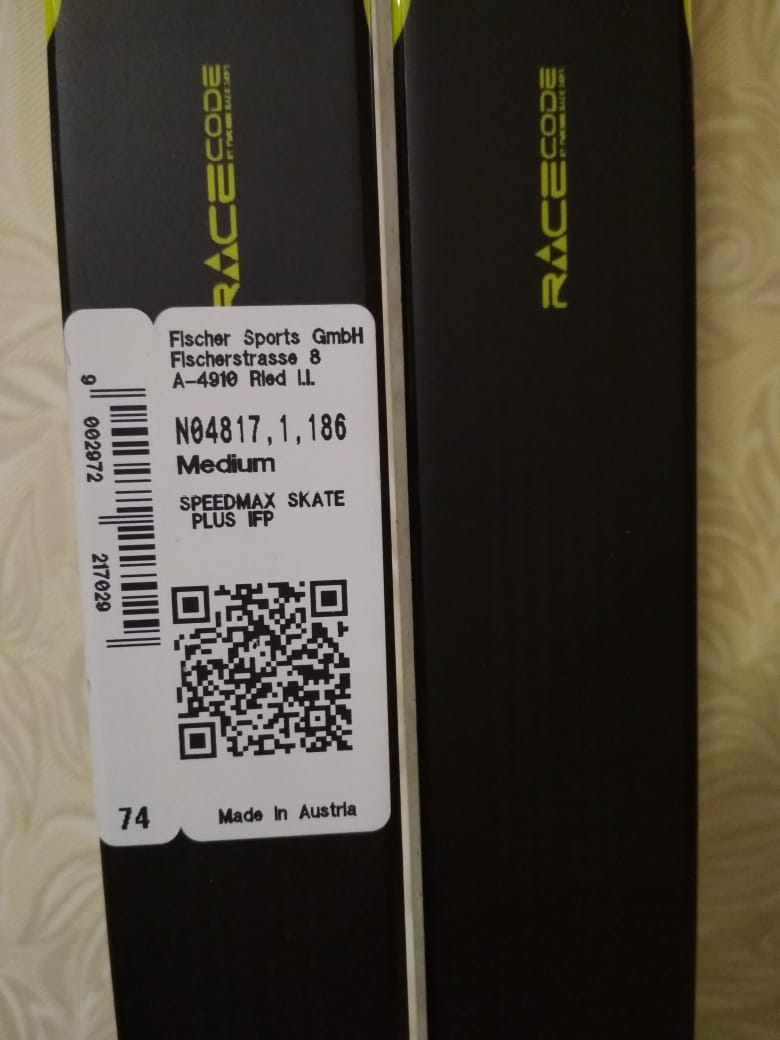 RACECODE
RACECODE
Fischer Sports GmbH
Fischerstrasse 8
A-4910 Ried I.I.
N04817,1,186
Medium
SPEEDMAX SKATE
PLUS IFP
9 002972 217029
74
Made in Austria